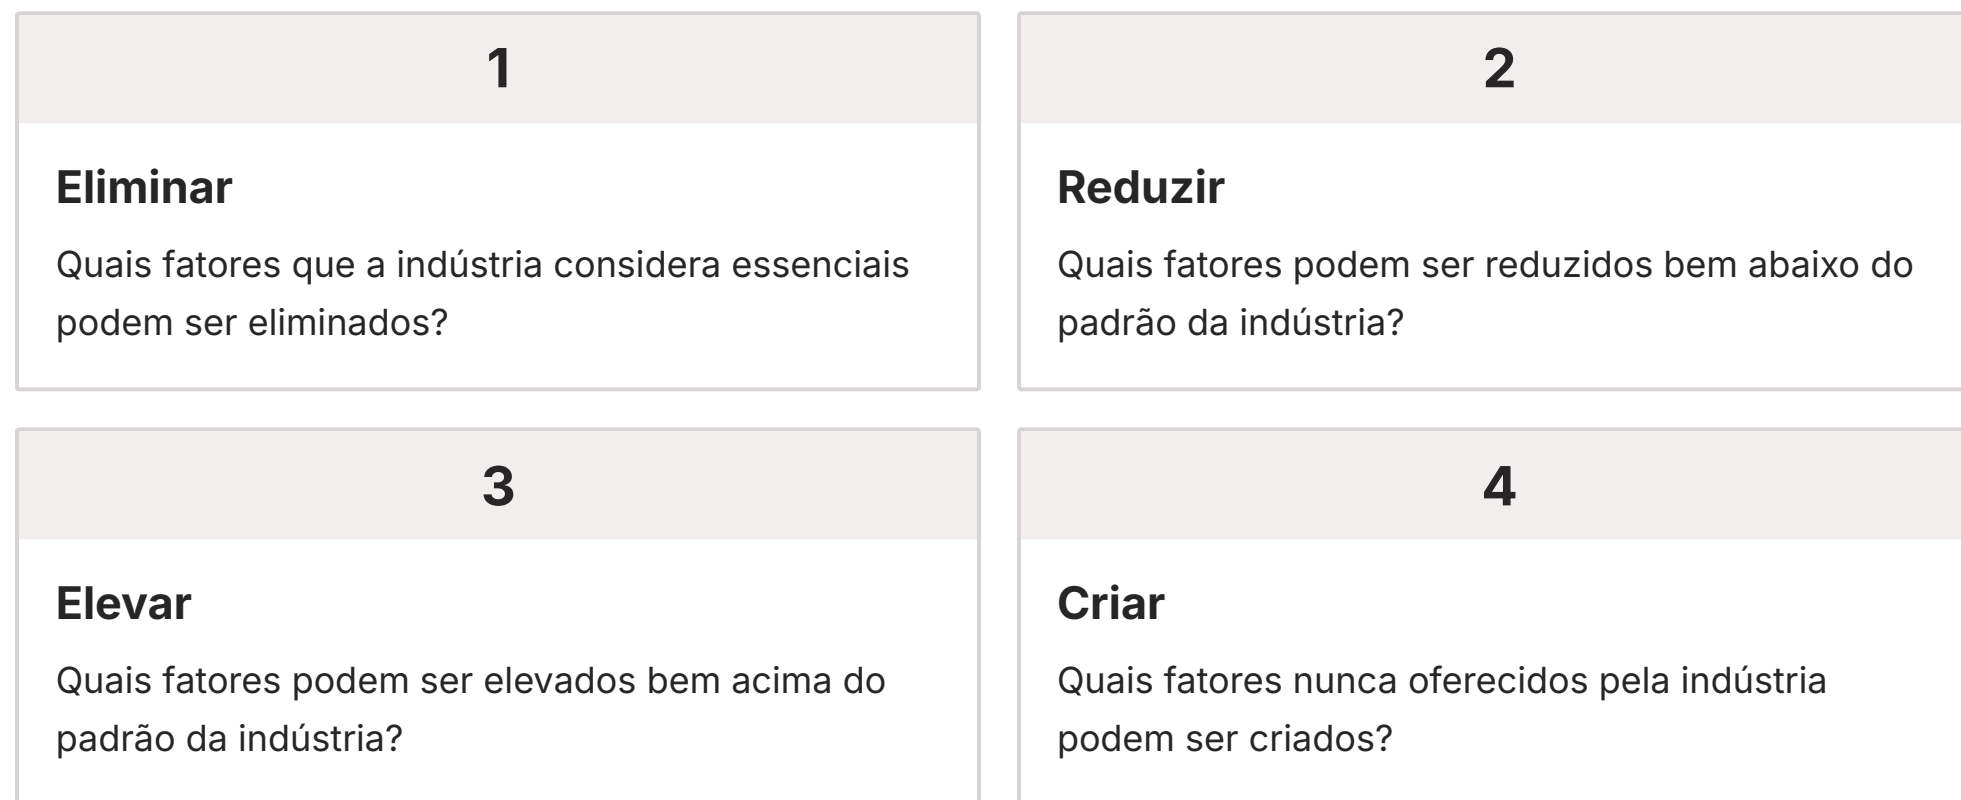 1
Eliminar
Quais fatores que a indústria considera essenciais
podem ser eliminados?
2
Reduzir
Quais fatores podem ser reduzidos bem abaixo do
padrão da indústria?
3
Elevar
Quais fatores podem ser elevados bem acima do
padrão da indústria?
4
Criar
Quais fatores nunca oferecidos pela indústria
podem ser criados?